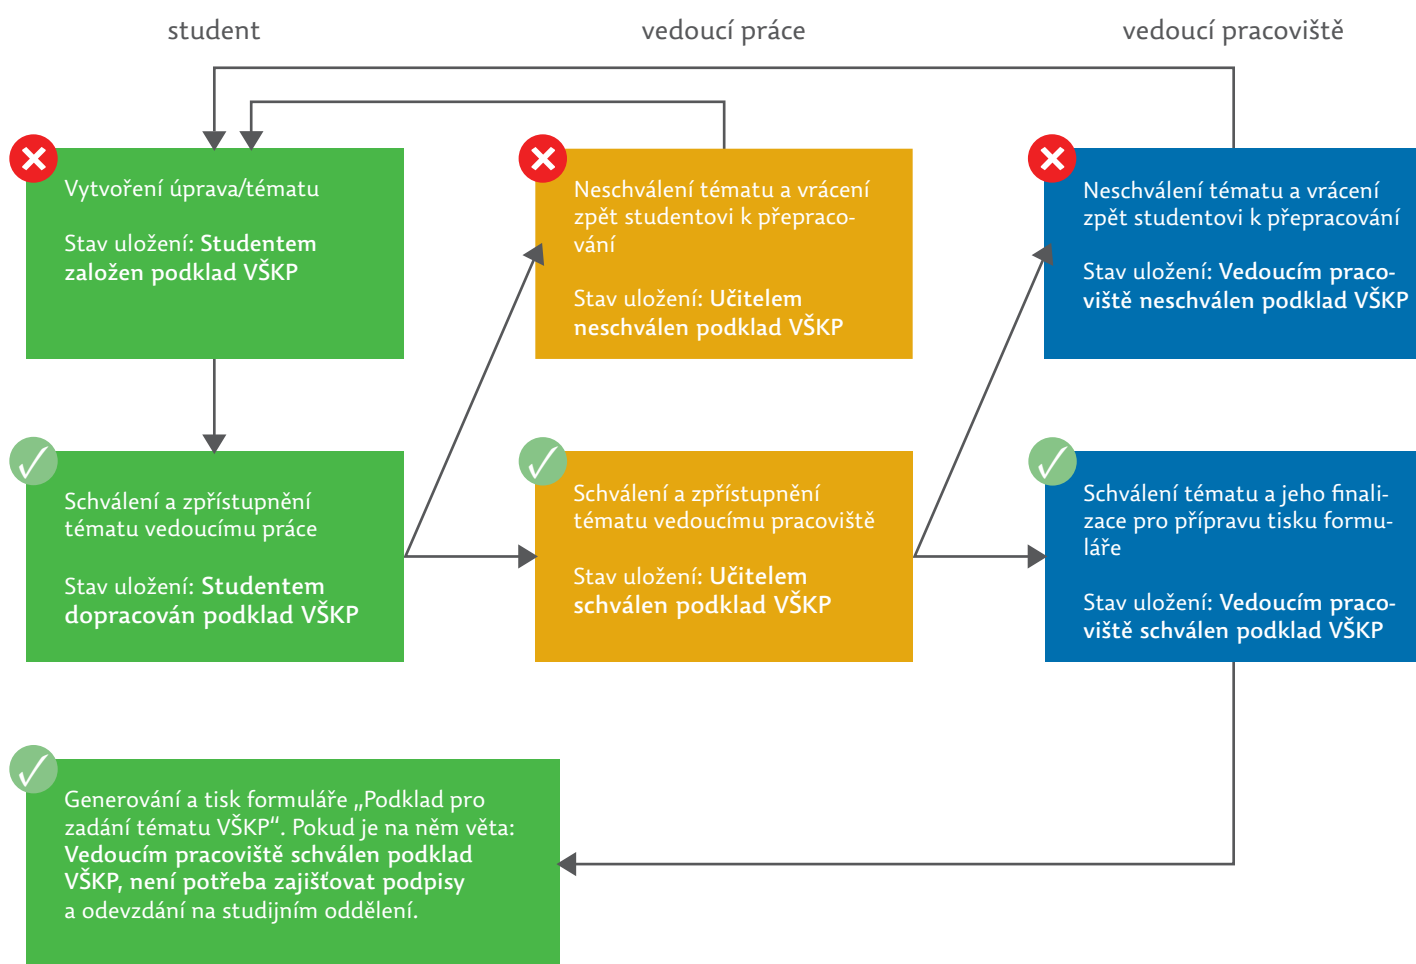 student
vedoucí práce
vedoucí pracoviště
Vytvoření úprava/tématu
Stav uložení: Studentem
založen podklad VŠKP
Neschválení tématu a vrácení
zpět studentovi k přepraco-
vání
Stav uložení: Učitelem
neschválen podklad VŠKP
Neschválení tématu a vrácení
zpět studentovi k přepracování
Stav uložení: Vedoucím praco-
viště neschválen podklad VŠKP
Schválení a zpřístupnění
tématu vedoucímu práce
Stav uložení: Studentem
dopracován podklad VŠKP
Schválení a zpřístupnění
tématu vedoucímu pracoviště
Stav uložení: Učitelem
schválen podklad VŠKP
Schválení tématu a jeho finali-
zace pro přípravu tisku formu-
láře
Stav uložení: Vedoucím praco-
viště schválen podklad VŠKP
Generování a tisk formuláře „Podklad pro
zadání tématu VŠKP“. Pokud je na něm věta:
Vedoucím pracoviště schválen podklad
VŠKP, není potřeba zajišťovat podpisy
a odevzdání na studijním oddělení.